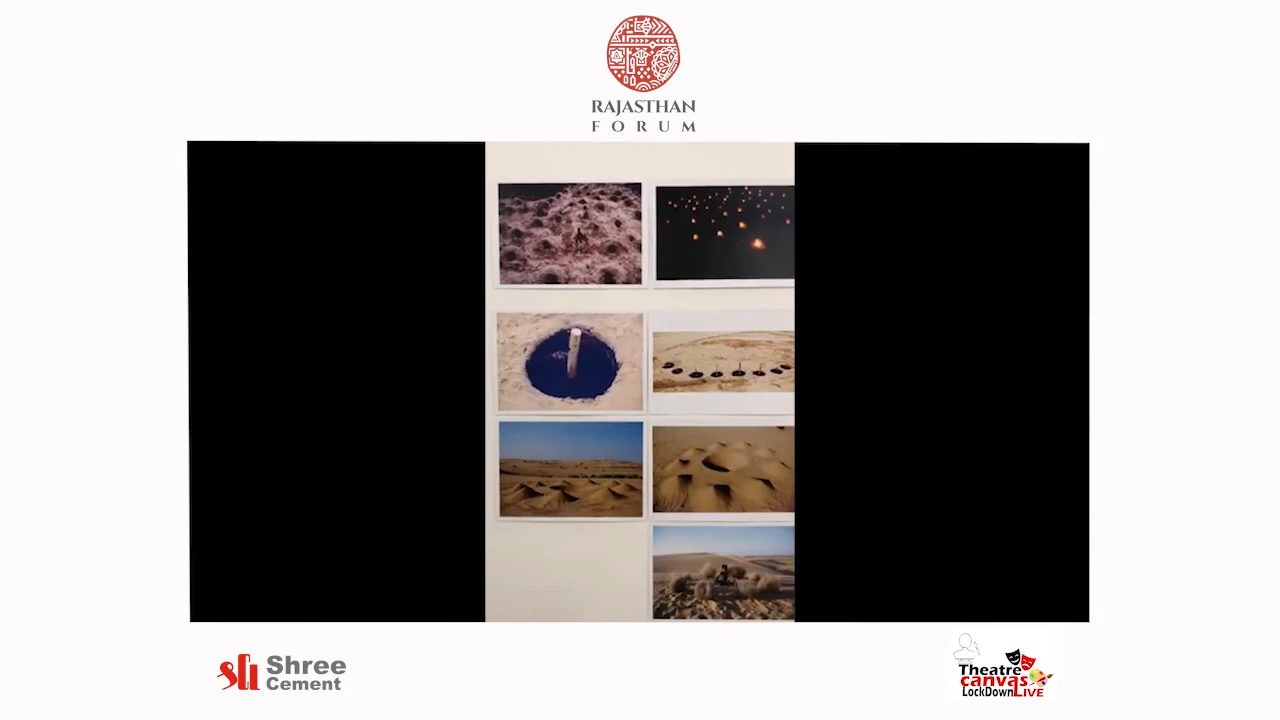 RAJASTHAN
FORUM
Shree
Cement
Theatre
canvas
LockDown LIVE